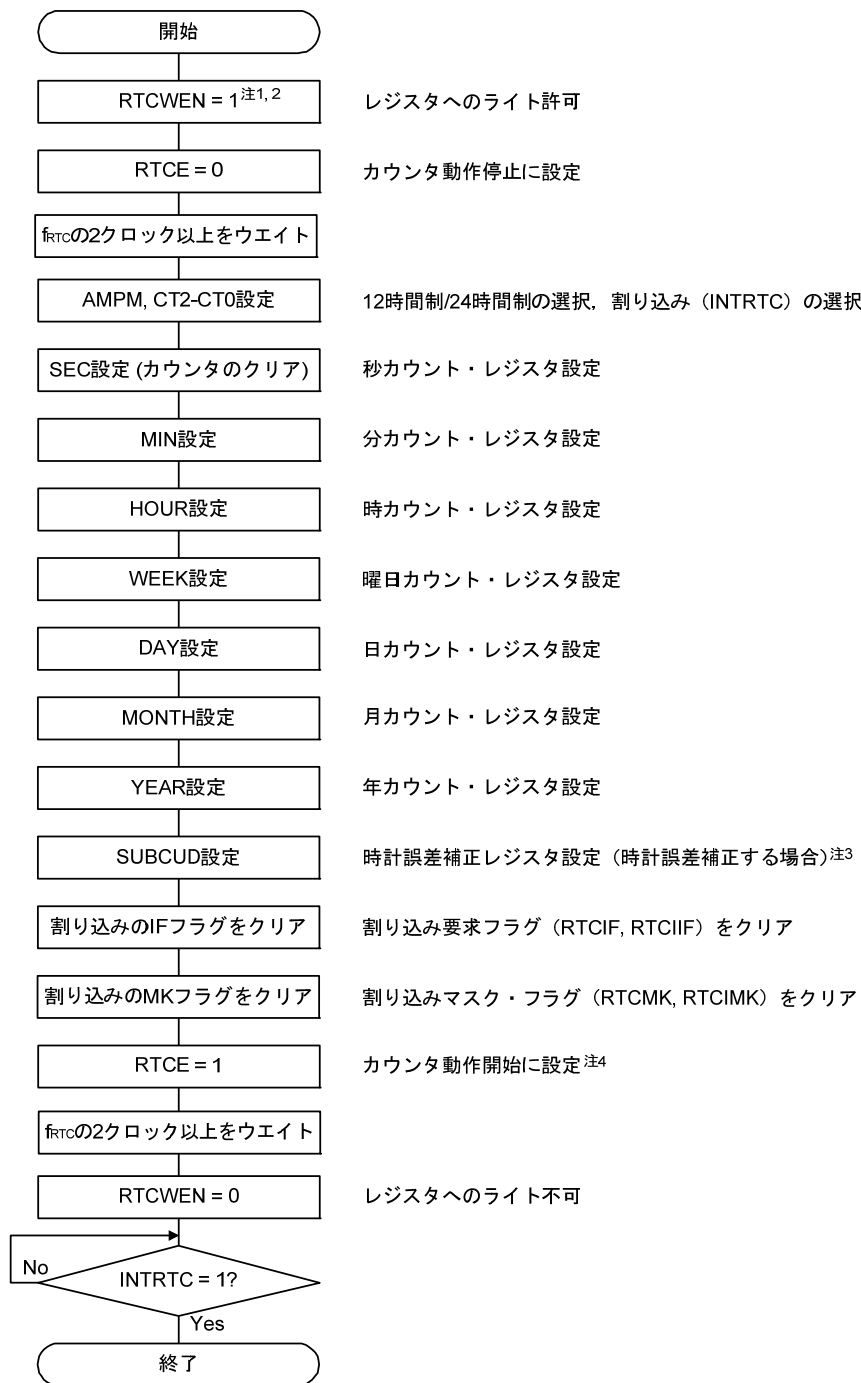 開始
RTCWEN = 1注1, 2 レジスタへのライト許可
RTCE = 0 カウンタ動作停止に設定
fRTCの2クロック以上をウエイト
AMPM, CT2-CT0設定 12時間制/24時間制の選択，割り込み（INTRTC）の選択
SEC設定 (カウンタのクリア) 秒カウント・レジスタ設定
MIN設定 分カウント・レジスタ設定
HOUR設定 時カウント・レジスタ設定
WEEK設定 曜日カウント・レジスタ設定
DAY設定 日カウント・レジスタ設定
MONTH設定 月カウント・レジスタ設定
YEAR設定 年カウント・レジスタ設定
SUBCUD設定 時計誤差補正レジスタ設定（時計誤差補正する場合）注3
割り込みのIFフラグをクリア 割り込み要求フラグ（RTCIF, RTCIIF）をクリア
割り込みのMKフラグをクリア 割り込みマスク・フラグ（RTCMK, RTCIMK）をクリア
RTCE = 1 カウンタ動作開始に設定注4
fRTCの2クロック以上をウエイト
RTCWEN = 0 レジスタへのライト不可
No
INTRTC = 1?
Yes
終了